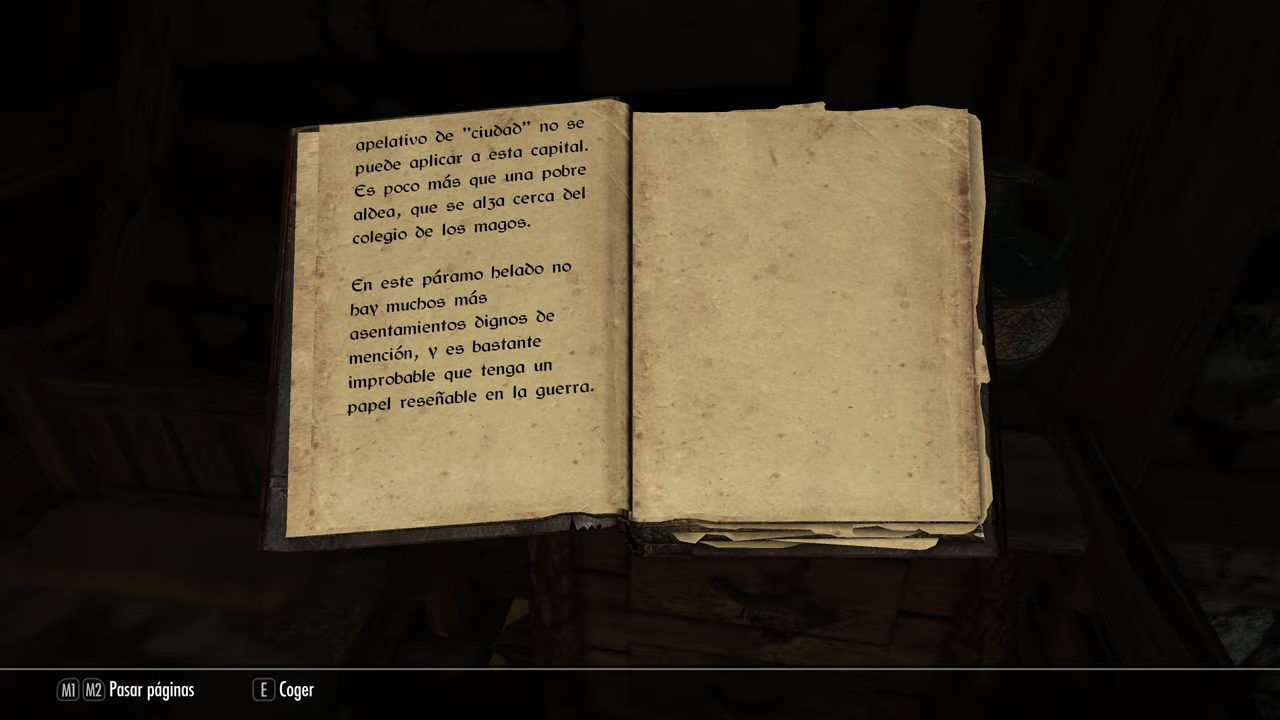 apelativo de "ciudad" no se
puede aplicar a esta capital.
Es poco más que una pobre
aldea, que se alza cerca del
colegio de los magos.
En este páramo helado no
hay muchos más
asentamientos dignos de
mención, y es bastante
improbable que tenga un
papel reseñable en la guerra.
M1 M2 Pasar páginas E Coger